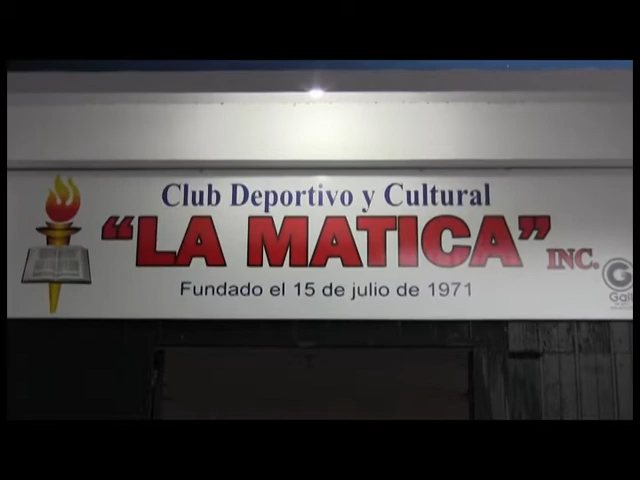 Club Deportivo y Cultural
“LA MATICA” INC.
Fundado el 15 de julio de 1971